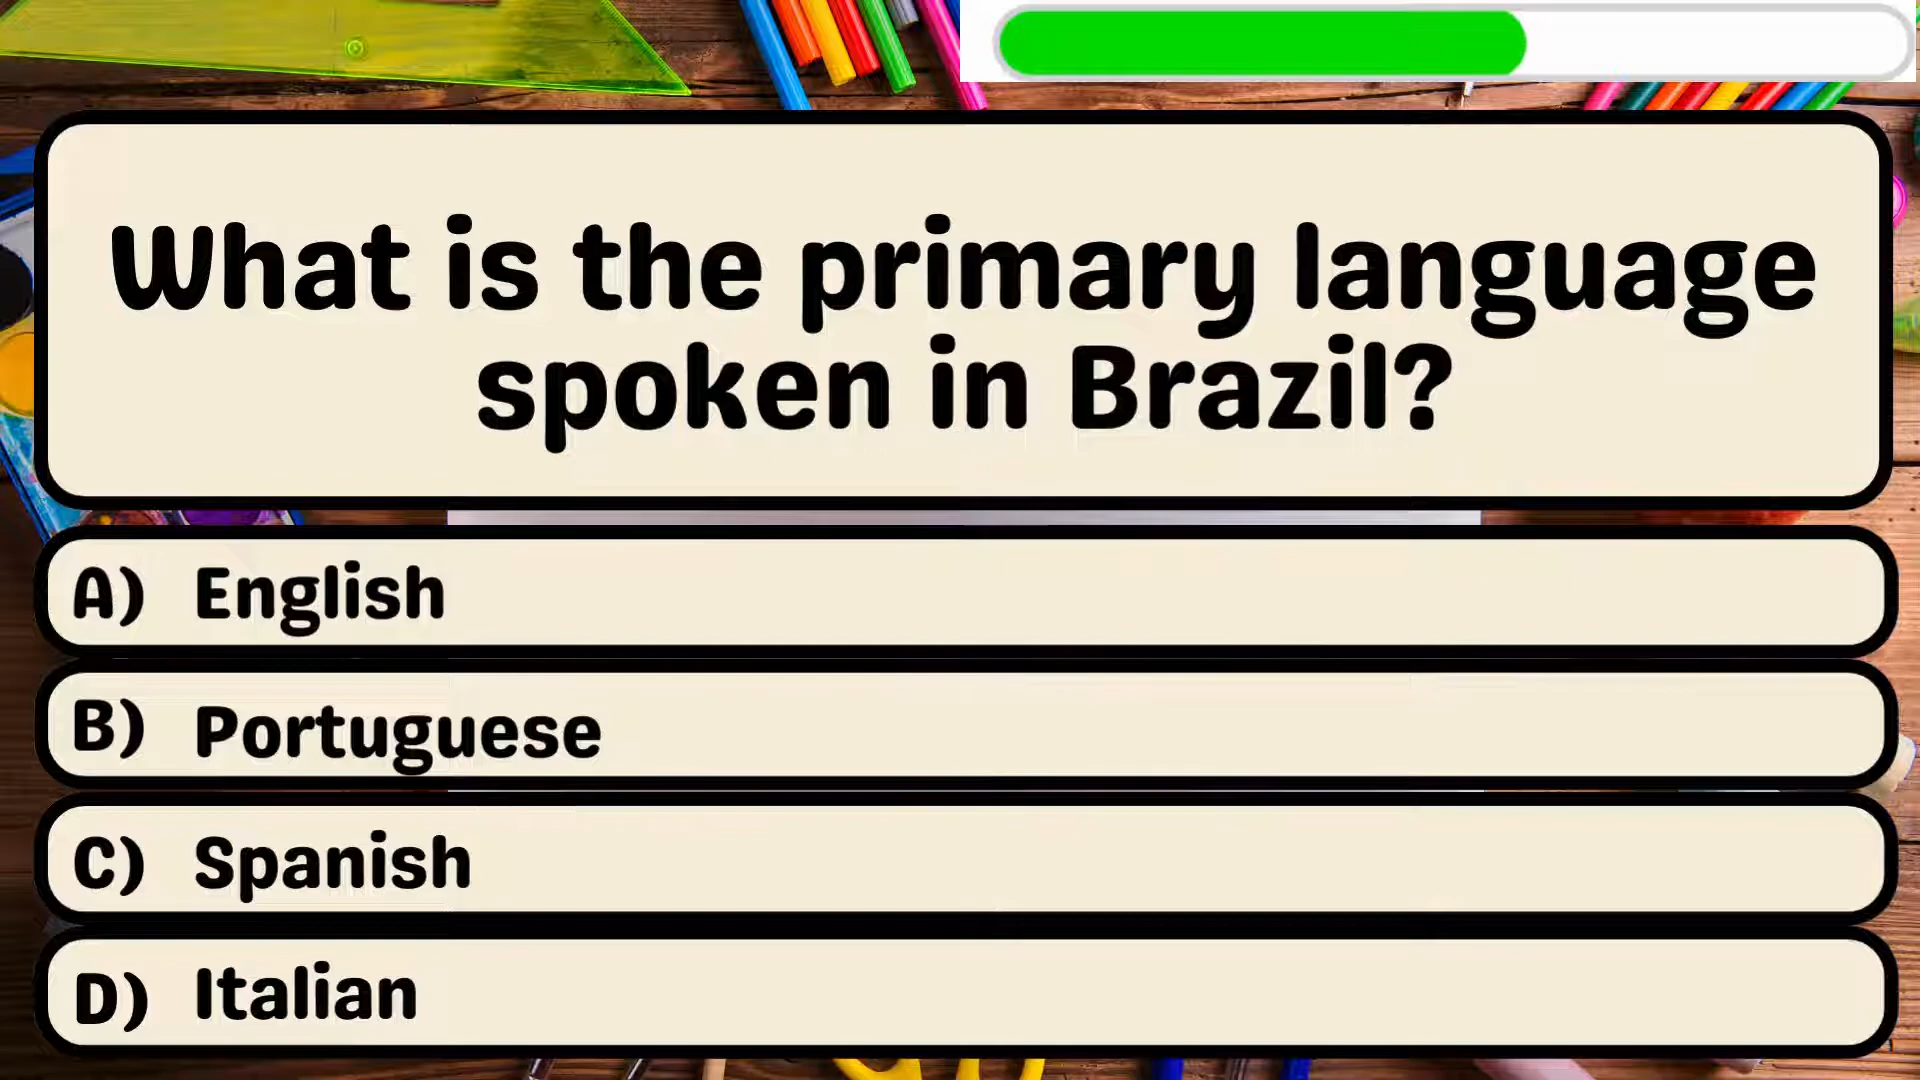 What is the primary language
spoken in Brazil?
A) English
B) Portuguese
C) Spanish
D) Italian